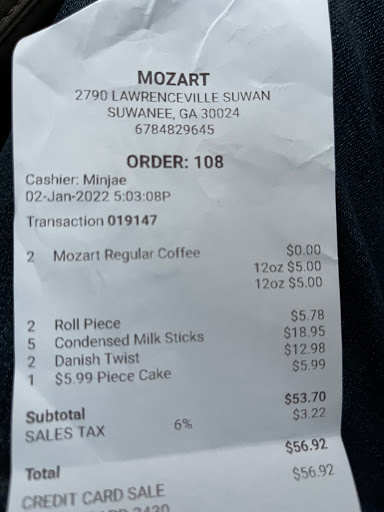 MOZART
2790 LAWRENCEVILLE SUWAN
SUWANEE, GA 30024
6784829645
ORDER: 108
Cashier: Minjae
02-Jan-2022 5:03:08P
Transaction 019147
2 Mozart Regular Coffee $0.00
12oz $5.00
12oz $5.00
2 Roll Piece $5.78
5 Condensed Milk Sticks $18.95
2 Danish Twist $12.98
1 $5.99 Piece Cake $5.99
Subtotal $53.70
SALES TAX 6% $3.22
Total $56.92
CREDIT CARD SALE $56.92